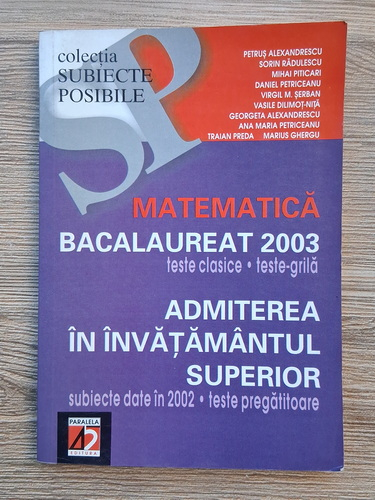 colecția
SUBIECTE
POSIBILE
SP
PETRUȘ ALEXANDRESCU
SORIN RĂDULESCU
MIHAI PITICARI
DANIEL PETRICEANU
VIRGIL M. ȘERBAN
VASILE DILIMOȚ-NIȚĂ
GEORGETA ALEXANDRESCU
ANA MARIA PETRICEANU
TRAIAN PREDA MARIUS GHERGU
MATEMATICĂ
BACALAUREAT 2003
teste clasice • teste-grilă
ADMITEREA
ÎN ÎNVĂȚĂMÂNTUL
SUPERIOR
subiecte date în 2002 • teste pregătitoare
PARALELA
42
EDITURA